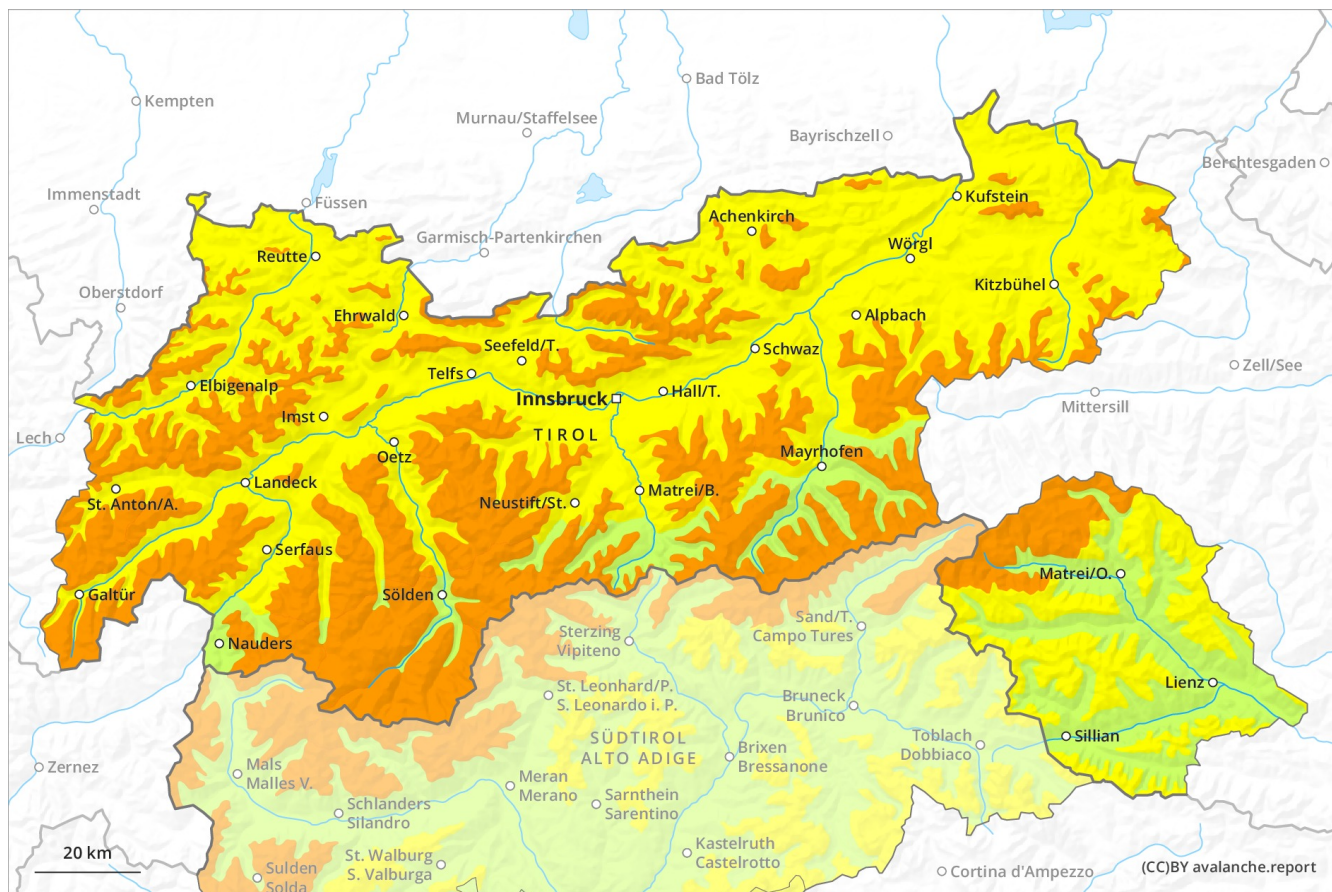 Bad Tölz
Kempten
Murnau/Staffelsee
Bayrischzell
Berchtesgaden
Immenstadt
Füssen
Kufstein
Achenkirch
Garmisch-Partenkirchen
Wörgl
Reutte
Kitzbühel
Oberstdorf
Ehrwald
Alpbach
Seefeld/T.
Schwaz
Zell/See
Telfs
Elbigenalp
Hall/T.
Innsbruck
Mittersill
Imst
TIROL
Lech
Oetz
Mayrhofen
Landeck
Matrei/B.
St. Anton/A.
Neustift/St.
Serfaus
Matrei/O.
Galtür
Sölden
Sand/T.
Campo Tures
Sterzing
Vipiteno
Nauders
Lienz
St. Leonhard/P.
S. Leonardo i. P.
Bruneck
Brunico
Sillian
SÜDTIROL
ALTO ADIGE
Toblach
Dobbiaco
Brixen
Bressanone
Zernez
Mals
Malles V.
Meran
Merano
Sarnthein
Sarentino
Schlanders
Silandro
Kastelruth
Castelrotto
20 km
St. Walburg
S. Valburga
Sulden
Solda
Cortina d'Ampezzo
(CC)BY avalanche.report